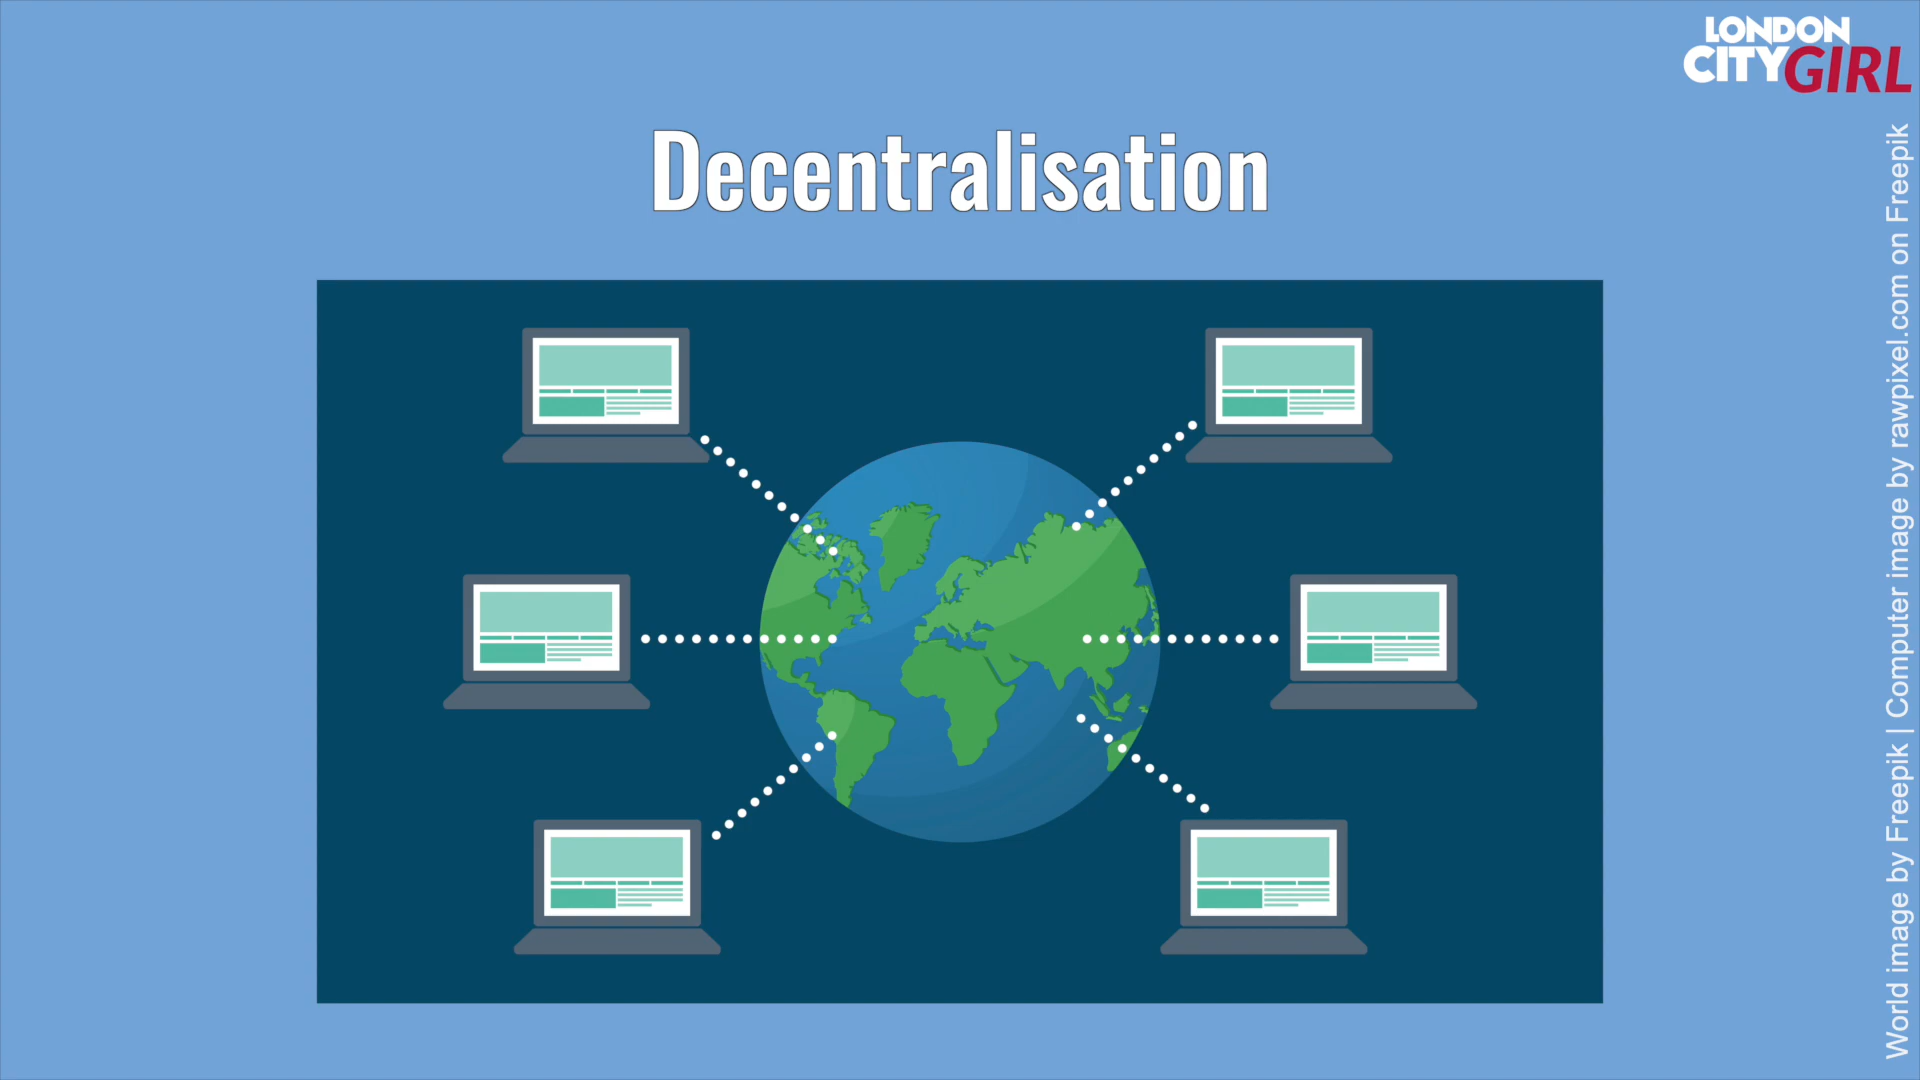 LONDON
CITYGIRL
Decentralisation
World image by Freepik | Computer image by rawpixel.com on Freepik